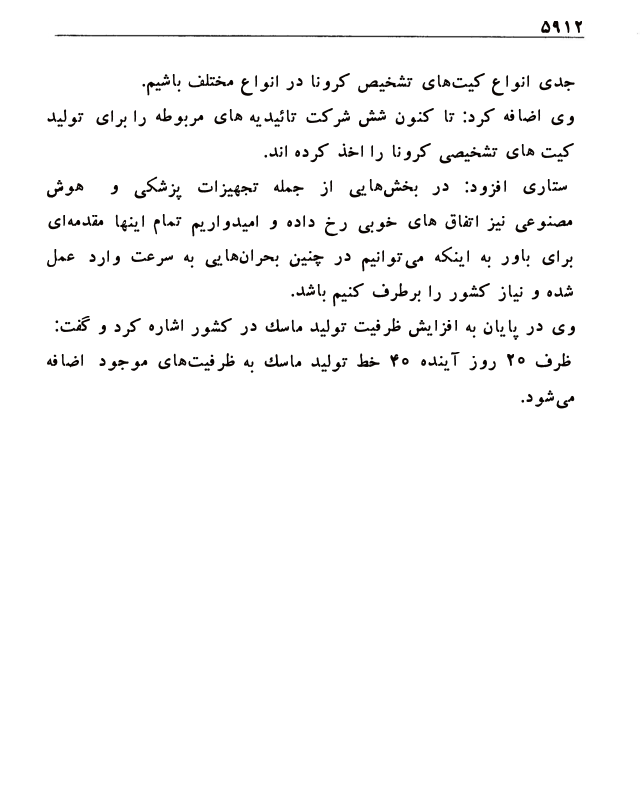 ۵۹۱۲
جدی انواع کیت‌های تشخیص کرونا در انواع مختلف باشیم.
وی اضافه کرد: تا کنون شش شرکت تائیدیه های مربوطه را برای تولید
کیت های تشخیصی کرونا را اخذ کرده اند.
ستاری افزود: در بخش‌هایی از جمله تجهیزات پزشکی و هوش
مصنوعی نیز اتفاق های خوبی رخ داده و امیدواریم تمام اینها مقدمه‌ای
برای باور به اینکه می‌توانیم در چنین بحران‌هایی به سرعت وارد عمل
شده و نیاز کشور را برطرف کنیم باشد.
وی در پایان به افزایش ظرفیت تولید ماسک در کشور اشاره کرد و گفت:
ظرف ۲۰ روز آینده ۴۰ خط تولید ماسک به ظرفیت‌های موجود اضافه
می‌شود.